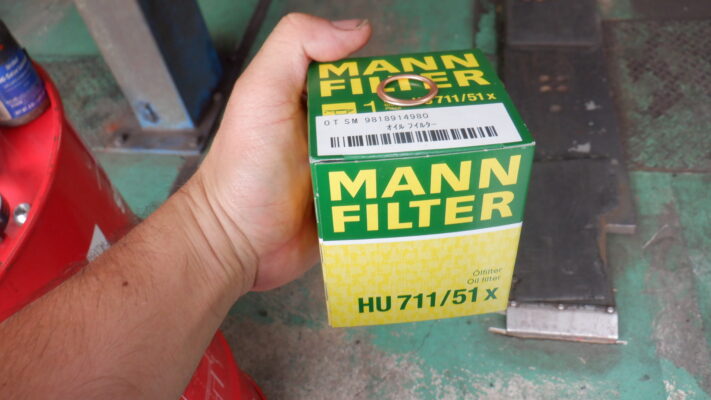 MANN
FILTER
711/51 x
OT SM 9818914980
オイル フイルター
MANN
FILTER
Ölfilter
Oil filter
HU 711/51 x